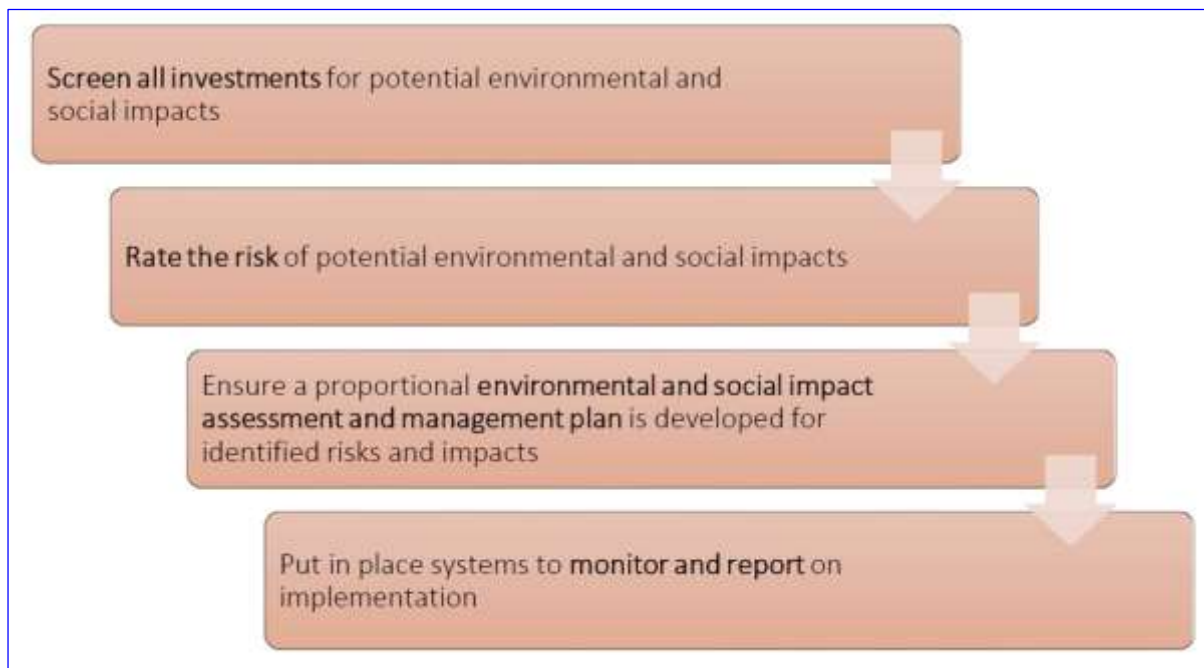 Screen all investments for potential environmental and
social impacts
Rate the risk of potential environmental and social impacts
Ensure a proportional environmental and social impact
assessment and management plan is developed for
identified risks and impacts
Put in place systems to monitor and report on
implementation